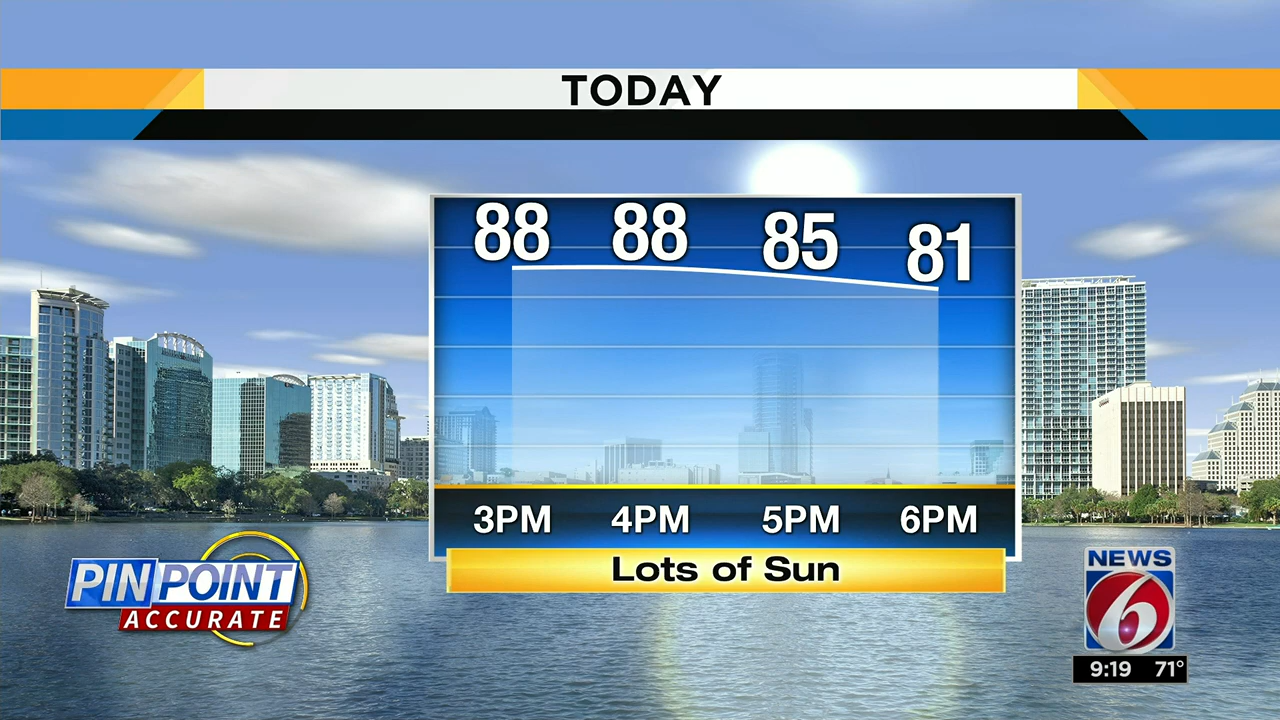 TODAY
88 88 85 81
3PM 4PM 5PM 6PM
Lots of Sun
PINPOINT
ACCURATE
NEWS
6
9:19 71°